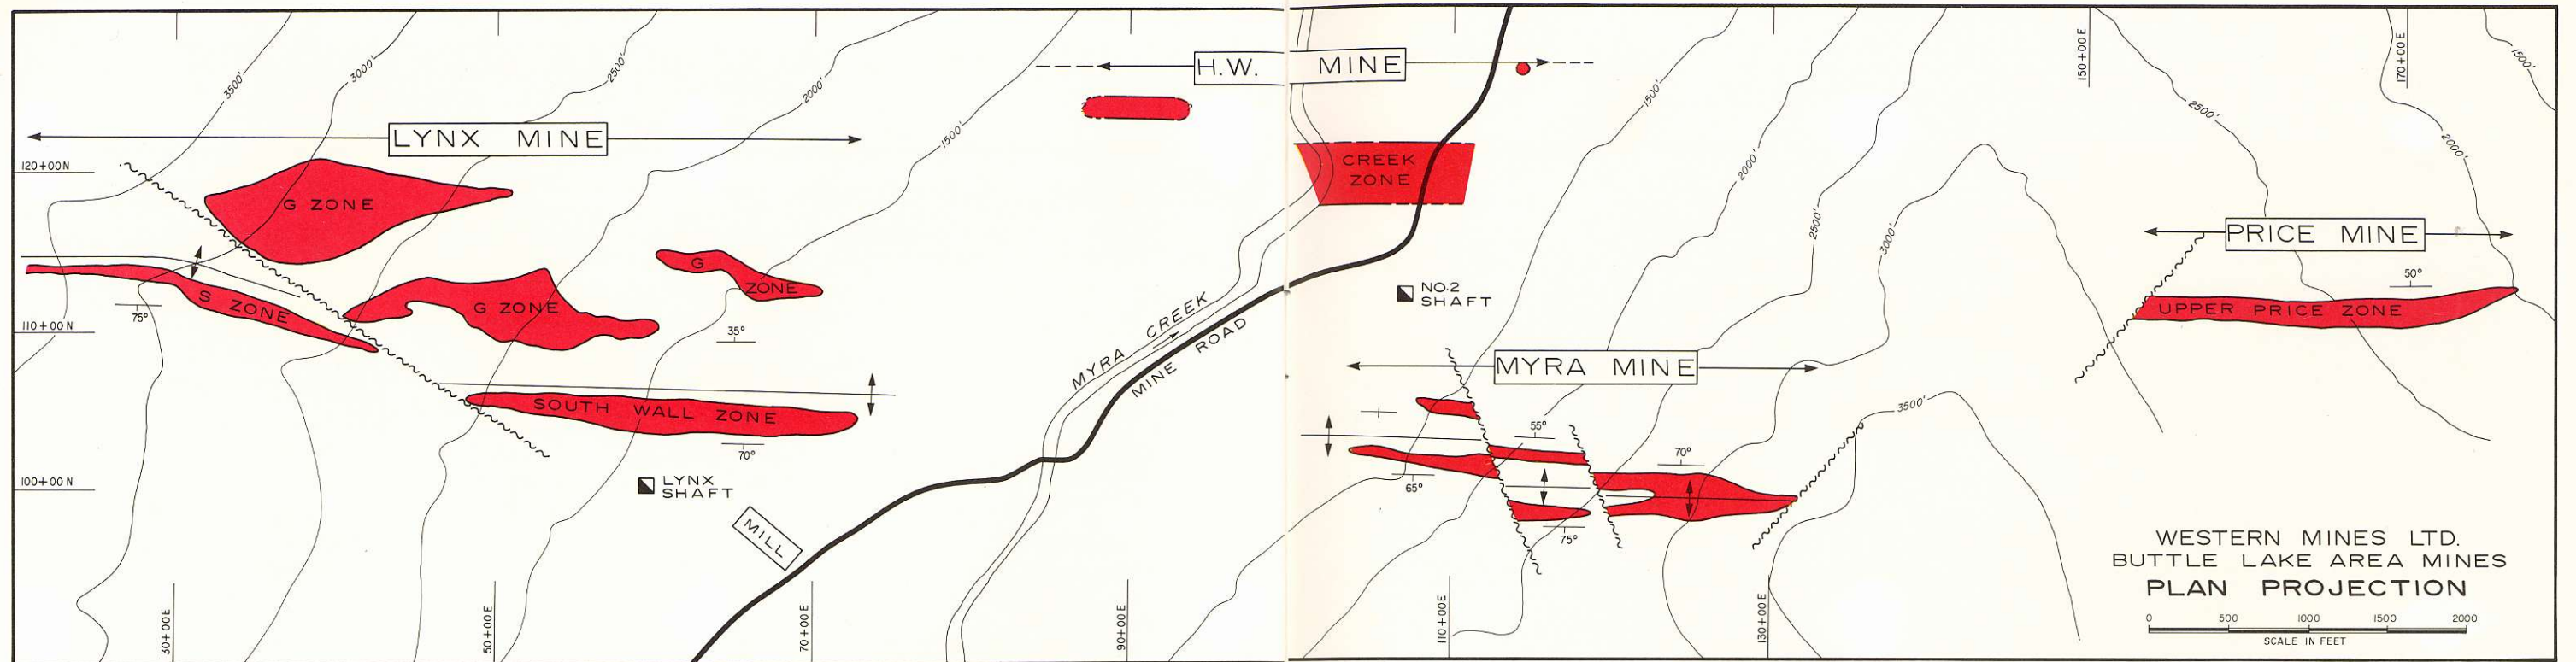 3500'
3000'
2500'
2000'
1500'
H.W. MINE
1500'
2000'
2500'
3000'
3500'
150+00 E
2500'
170+00 E
2000'
1500'
LYNX MINE
120+00 N
G ZONE
CREEK
ZONE
PRICE MINE
G
ZONE
S ZONE
G ZONE
75°
110+00 N
35°
MYRA CREEK
MINE ROAD
NO.2
SHAFT
50°
UPPER PRICE ZONE
MYRA MINE
SOUTH WALL ZONE
70°
LYNX
SHAFT
100+00 N
MILL
65°
55°
70°
75°
30+00 E
50+00 E
70+00 E
90+00 E
110+00 E
130+00 E
WESTERN MINES LTD.
BUTTLE LAKE AREA MINES
PLAN PROJECTION
0 500 1000 1500 2000
SCALE IN FEET